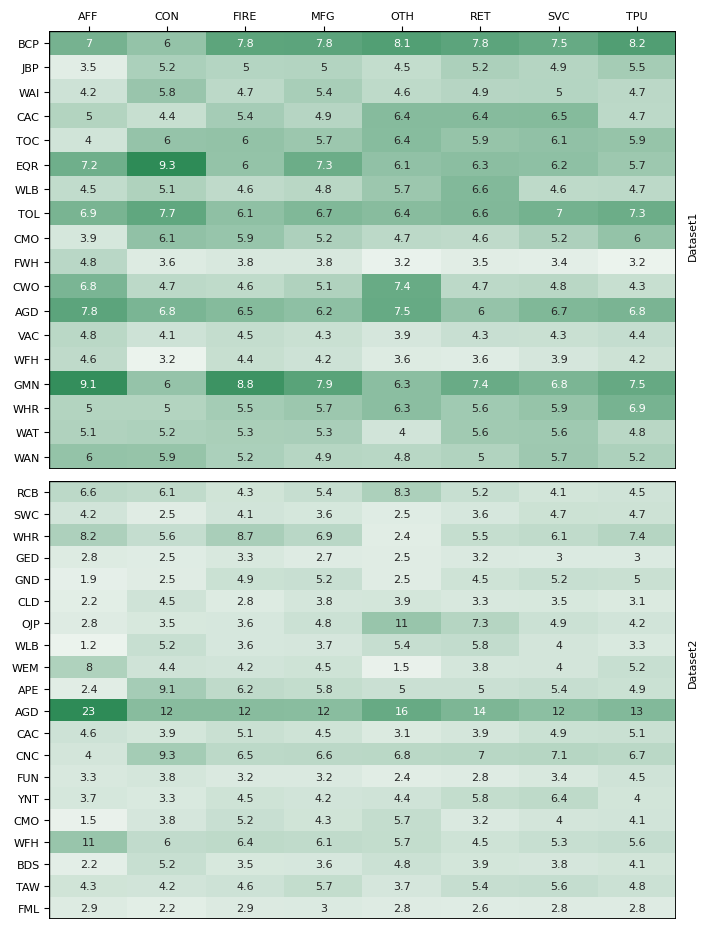 AFF CON FIRE MFG OTH RET SVC TPU
BCP 7 6 7.8 7.8 8.1 7.8 7.5 8.2
JBP 3.5 5.2 5 5 4.5 5.2 4.9 5.5
WAI 4.2 5.8 4.7 5.4 4.6 4.9 5 4.7
CAC 5 4.4 5.4 4.9 6.4 6.4 6.5 4.7
TOC 4 6 6 5.7 6.4 5.9 6.1 5.9
EQR 7.2 9.3 6 7.3 6.1 6.3 6.2 5.7
WLB 4.5 5.1 4.6 4.8 5.7 6.6 4.6 4.7
TOL 6.9 7.7 6.1 6.7 6.4 6.6 7 7.3
CMO 3.9 6.1 5.9 5.2 4.7 4.6 5.2 6
FWH 4.8 3.6 3.8 3.8 3.2 3.5 3.4 3.2
CWO 6.8 4.7 4.6 5.1 7.4 4.7 4.8 4.3
AGD 7.8 6.8 6.5 6.2 7.5 6 6.7 6.8
VAC 4.8 4.1 4.5 4.3 3.9 4.3 4.3 4.4
WFH 4.6 3.2 4.4 4.2 3.6 3.6 3.9 4.2
GMN 9.1 6 8.8 7.9 6.3 7.4 6.8 7.5
WHR 5 5 5.5 5.7 6.3 5.6 5.9 6.9
WAT 5.1 5.2 5.3 5.3 4 5.6 5.6 4.8
WAN 6 5.9 5.2 4.9 4.8 5 5.7 5.2
Dataset1
RCB 6.6 6.1 4.3 5.4 8.3 5.2 4.1 4.5
SWC 4.2 2.5 4.1 3.6 2.5 3.6 4.7 4.7
WHR 8.2 5.6 8.7 6.9 2.4 5.5 6.1 7.4
GED 2.8 2.5 3.3 2.7 2.5 3.2 3 3
GND 1.9 2.5 4.9 5.2 2.5 4.5 5.2 5
CLD 2.2 4.5 2.8 3.8 3.9 3.3 3.5 3.1
OJP 2.8 3.5 3.6 4.8 11 7.3 4.9 4.2
WLB 1.2 5.2 3.6 3.7 5.4 5.8 4 3.3
WEM 8 4.4 4.2 4.5 1.5 3.8 4 5.2
APE 2.4 9.1 6.2 5.8 5 5 5.4 4.9
AGD 23 12 12 12 16 14 12 13
CAC 4.6 3.9 5.1 4.5 3.1 3.9 4.9 5.1
CNC 4 9.3 6.5 6.6 6.8 7 7.1 6.7
FUN 3.3 3.8 3.2 3.2 2.4 2.8 3.4 4.5
YNT 3.7 3.3 4.5 4.2 4.4 5.8 6.4 4
CMO 1.5 3.8 5.2 4.3 5.7 3.2 4 4.1
WFH 11 6 6.4 6.1 5.7 4.5 5.3 5.6
BDS 2.2 5.2 3.5 3.6 4.8 3.9 3.8 4.1
TAW 4.3 4.2 4.6 5.7 3.7 5.4 5.6 4.8
FML 2.9 2.2 2.9 3 2.8 2.6 2.8 2.8
Dataset2